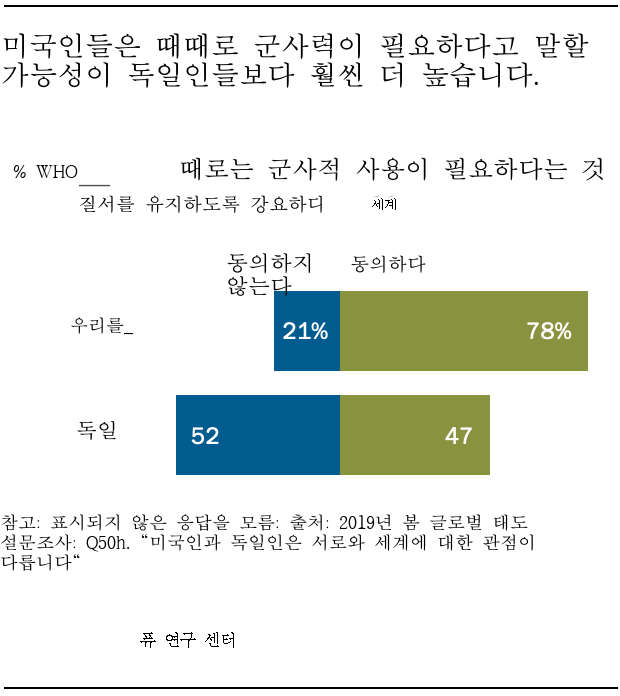 미국인들은 때때로 군사력이 필요하다고 말할
가능성이 독일인들보다 훨씬 더 높습니다.
% WHO___ 때로는 군사적 사용이 필요하다는 것
질서를 유지하도록 강요하디 세계
동의하지 동의하다
않는다
우리를_ 21% 78%
독일 52 47
참고: 표시되지 않은 응답을 모름: 출처: 2019년 봄 글로벌 태도
설문조사: Q50h. “미국인과 독일인은 서로와 세계에 대한 관점이
다릅니다“
퓨 연구 센터